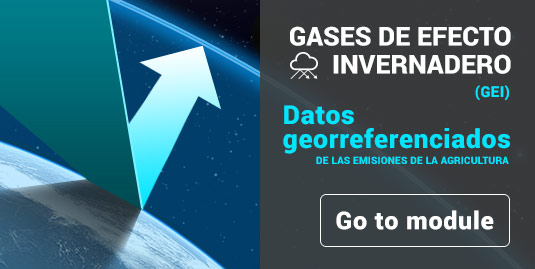 GASES DE EFECTO
INVERNADERO
(GEI)
Datos
georreferenciados
DE LAS EMISIONES DE LA AGRICULTURA
Go to module